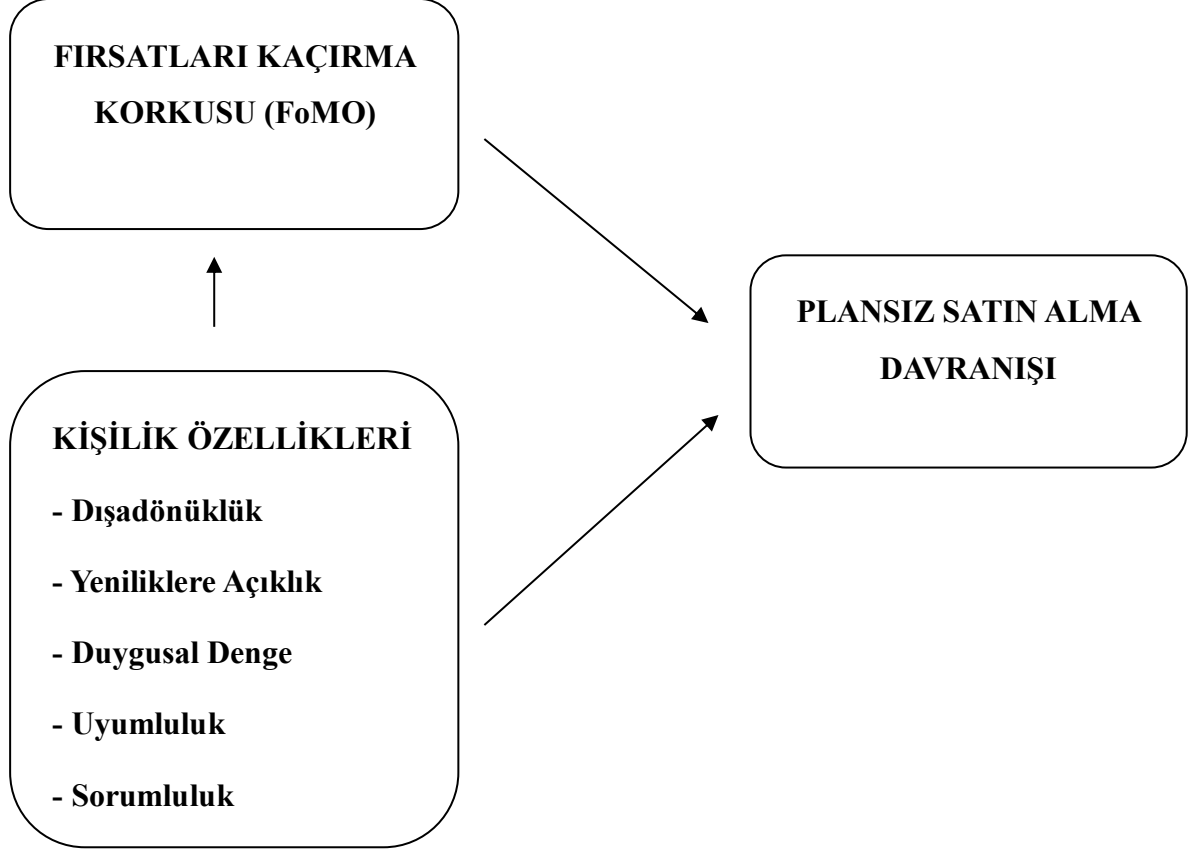 FIRSATLARI KAÇIRMA
KORKUSU (FoMO)
PLANSIZ SATIN ALMA
DAVRANIŞI
KİŞİLİK ÖZELLİKLERİ
- Dışadönüklük
- Yeniliklere Açıklık
- Duygusal Denge
- Uyumluluk
- Sorumluluk